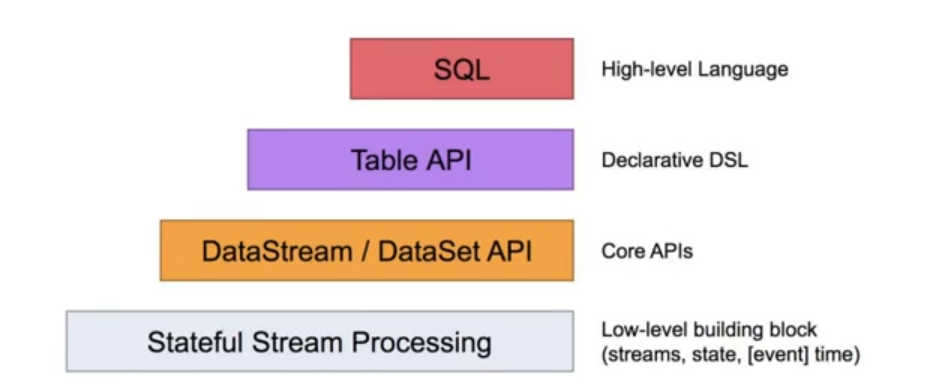 SQL
High-level Language
Table API
Declarative DSL
DataStream / DataSet API
Core APIs
Stateful Stream Processing
Low-level building block
(streams, state, [event] time)